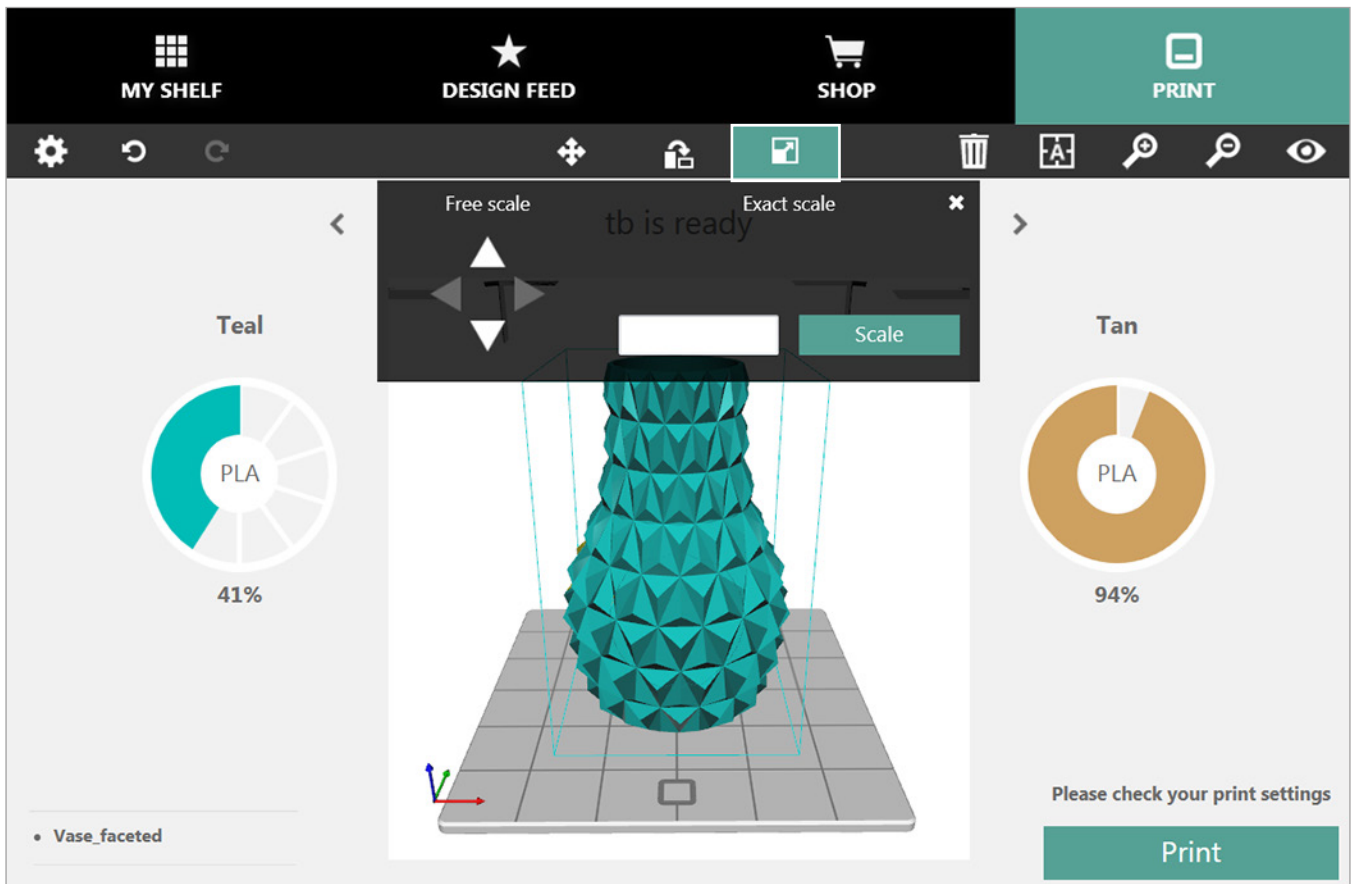 MY SHELF
DESIGN FEED
SHOP
PRINT
A
Free scale
Exact scale
tb is ready
Scale
Teal
PLA
41%
Tan
PLA
94%
Vase_faceted
Please check your print settings
Print